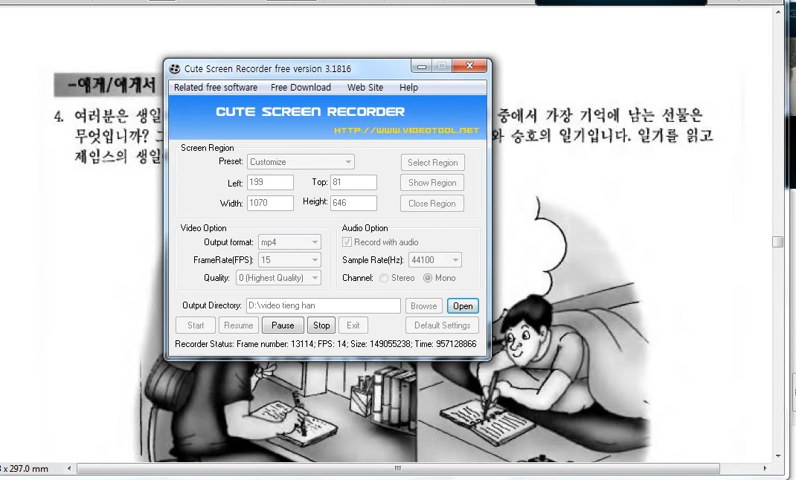 -에게/에게서
Cute Screen Recorder free version 3.1816
Related free software Free Download Web Site Help
CUTE SCREEN RECORDER
HTTP://WWW.VIDEOTOOL.NET
4. 여러분은 생일 중에서 가장 기억에 남는 선물은
무엇입니까? 그 와 승호의 일기입니다. 일기를 읽고
제임스의 생일
Screen Region
Preset: Customize Select Region
Left: 199 Top: 81 Show Region
Width: 1070 Height: 646 Close Region
Video Option Audio Option
Output format: mp4 Record with audio
FrameRate(FPS): 15 Sample Rate(Hz): 44100
Quality: 0 (Highest Quality) Channel: Stereo Mono
Output Directory: D:\video tieng han Browse Open
Start Resume Pause Stop Exit Default Settings
Recorder Status: Frame number: 13114; FPS: 14; Size: 149055238; Time: 957128866
x 297.0 mm